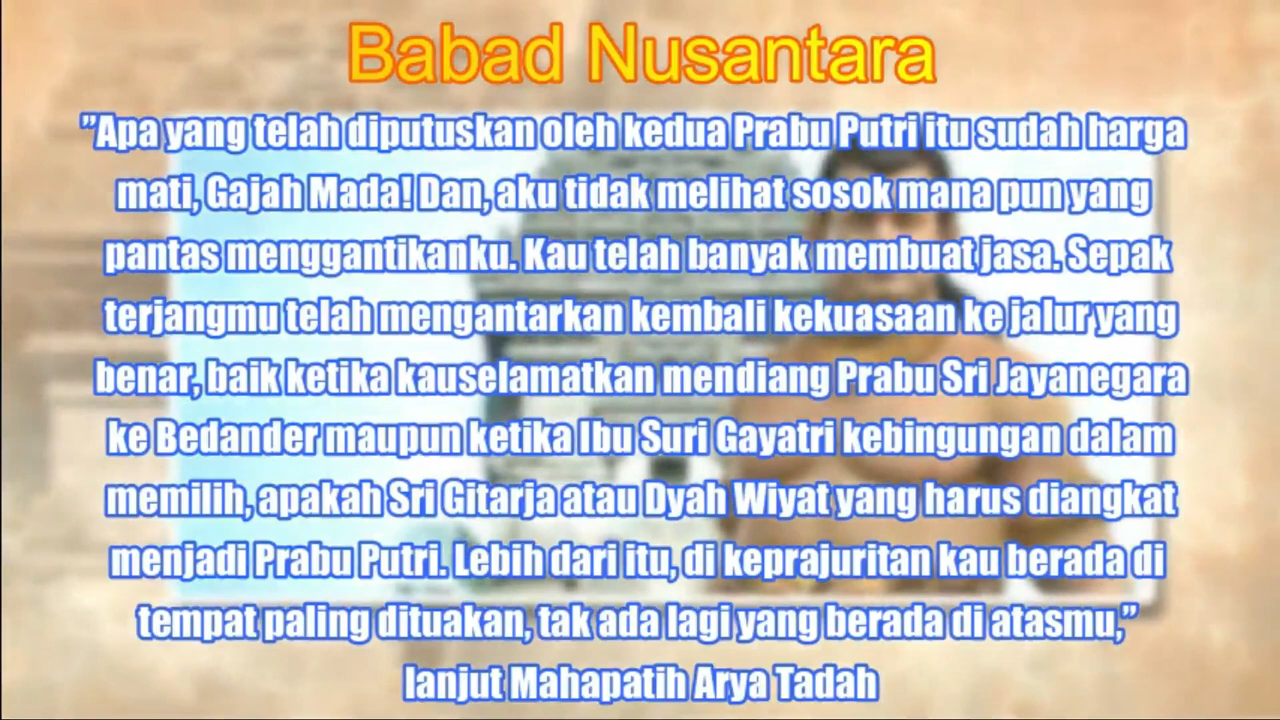 Babad Nusantara
”Apa yang telah diputuskan oleh kedua Prabu Putri itu sudah harga
mati, Gajah Mada! Dan, aku tidak melihat sosok mana pun yang
pantas menggantikanku. Kau telah banyak membuat jasa. Sepak
terjangmu telah mengantarkan kembali kekuasaan ke jalur yang
benar, baik ketika kauselamatkan mendiang Prabu Sri Jayanegara
ke Bedander maupun ketika Ibu Suri Gayatri kebingungan dalam
memilih, apakah Sri Gitarja atau Dyah Wiyat yang harus diangkat
menjadi Prabu Putri. Lebih dari itu, di keprajuritan kau berada di
tempat paling dituakan, tak ada lagi yang berada di atasmu,”
lanjut Mahapatih Arya Tadah